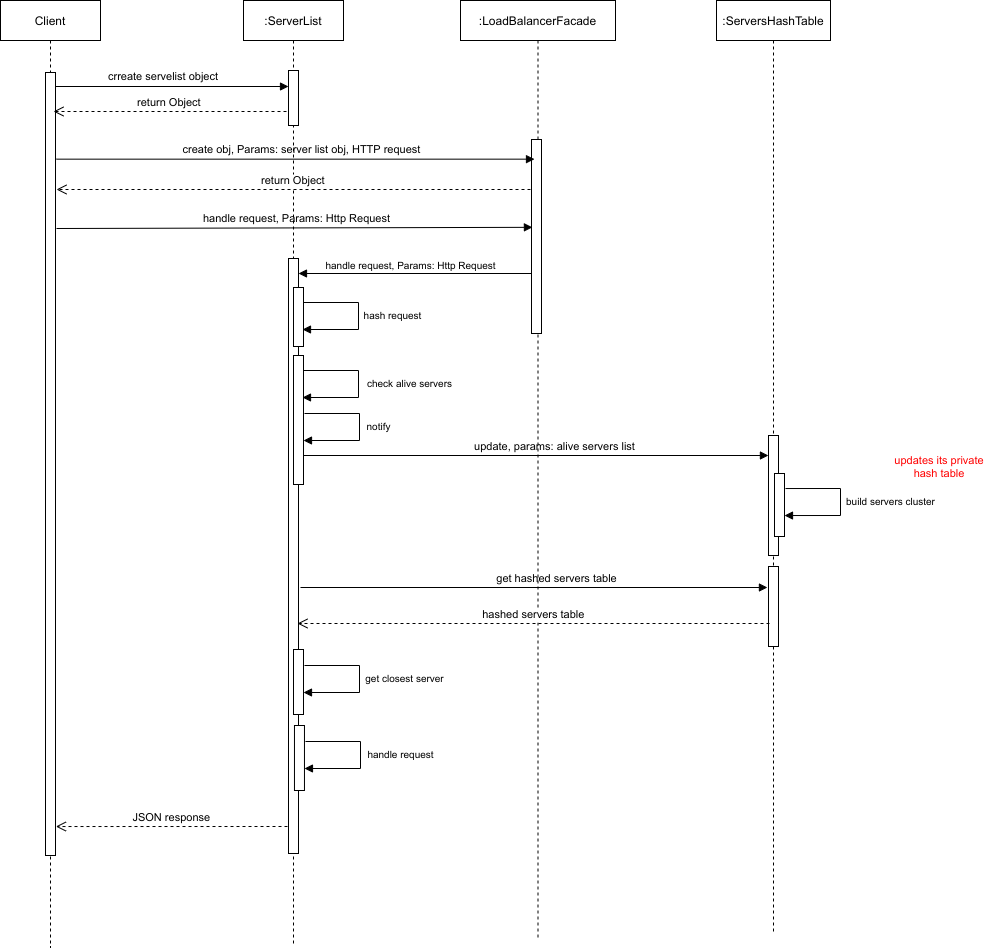 Client
:ServerList
:LoadBalancerFacade
:ServersHashTable
crreate servelist object
return Object
create obj, Params: server list obj, HTTP request
return Object
handle request, Params: Http Request
handle request, Params: Http Request
hash request
check alive servers
notify
update, params: alive servers list
updates its private
hash table
build servers cluster
get hashed servers table
hashed servers table
get closest server
handle request
JSON response